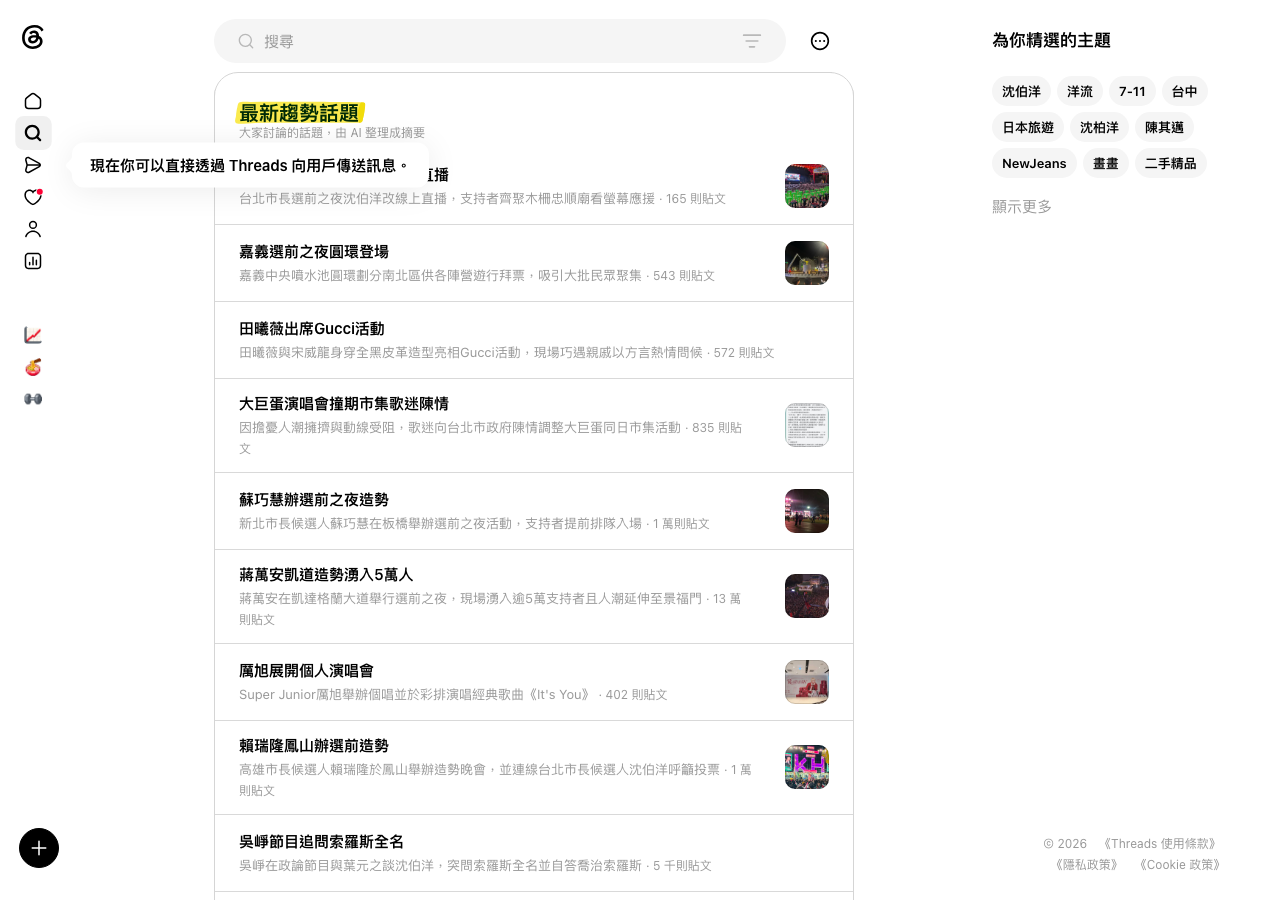 搜尋
最新趨勢話題
大家討論的話題，由 AI 整理成摘要
現在你可以直接透過 Threads 向用戶傳送訊息。
直播
台北市長選前之夜沈伯洋改線上直播，支持者齊聚木柵忠順廟看螢幕應援 · 165 則貼文
嘉義選前之夜圓環登場
嘉義中央噴水池圓環劃分南北區供各陣營遊行拜票，吸引大批民眾聚集 · 543 則貼文
田曦薇出席Gucci活動
田曦薇與宋威龍身穿全黑皮革造型亮相Gucci活動，現場巧遇親戚以方言熱情問候 · 572 則貼文
大巨蛋演唱會撞期市集歌迷陳情
因擔憂人潮擁擠與動線受阻，歌迷向台北市政府陳情調整大巨蛋同日市集活動 · 835 則貼
文
蘇巧慧辦選前之夜造勢
新北市長候選人蘇巧慧在板橋舉辦選前之夜活動，支持者提前排隊入場 · 1 萬則貼文
蔣萬安凱道造勢湧入5萬人
蔣萬安在凱達格蘭大道舉行選前之夜，現場湧入逾5萬支持者且人潮延伸至景福門 · 13 萬
則貼文
厲旭展開個人演唱會
Super Junior厲旭舉辦個唱並於彩排演唱經典歌曲《It's You》 · 402 則貼文
賴瑞隆鳳山辦選前造勢
高雄市長候選人賴瑞隆於鳳山舉辦造勢晚會，並連線台北市長候選人沈伯洋呼籲投票 · 1 萬
則貼文
吳崢節目追問索羅斯全名
吳崢在政論節目與葉元之談沈伯洋，突問索羅斯全名並自答喬治索羅斯 · 5 千則貼文
為你精選的主題
沈伯洋 洋流 7-11 台中
日本旅遊 沈柏洋 陳其邁
NewJeans 畫畫 二手精品
顯示更多
© 2026 《Threads 使用條款》
《隱私政策》 《Cookie 政策》